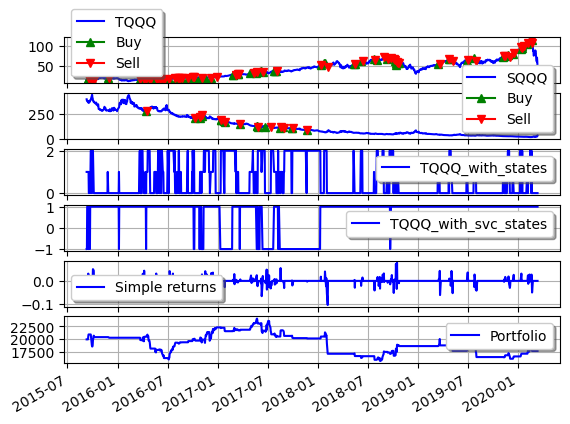 TQQQ
Buy
Sell
100
50
SQQQ
Buy
Sell
250
0
2
0
TQQQ_with_states
1
0
−1
TQQQ_with_svc_states
0.0
−0.1
Simple returns
22500
20000
17500
Portfolio
2015-07
2016-01
2016-07
2017-01
2017-07
2018-01
2018-07
2019-01
2019-07
2020-01